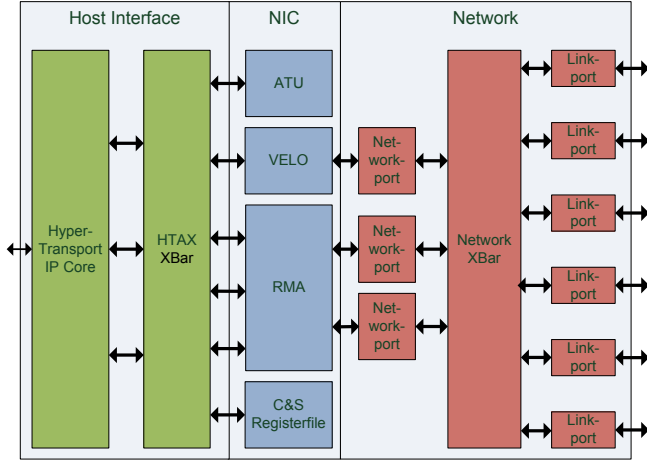 Host Interface
NIC
Network
Hyper-
Transport
IP Core
HTAX
XBar
ATU
VELO
RMA
C&S
Registerfile
Net-
work-
port
Net-
work-
port
Net-
work-
port
Network
XBar
Link-
port
Link-
port
Link-
port
Link-
port
Link-
port
Link-
port